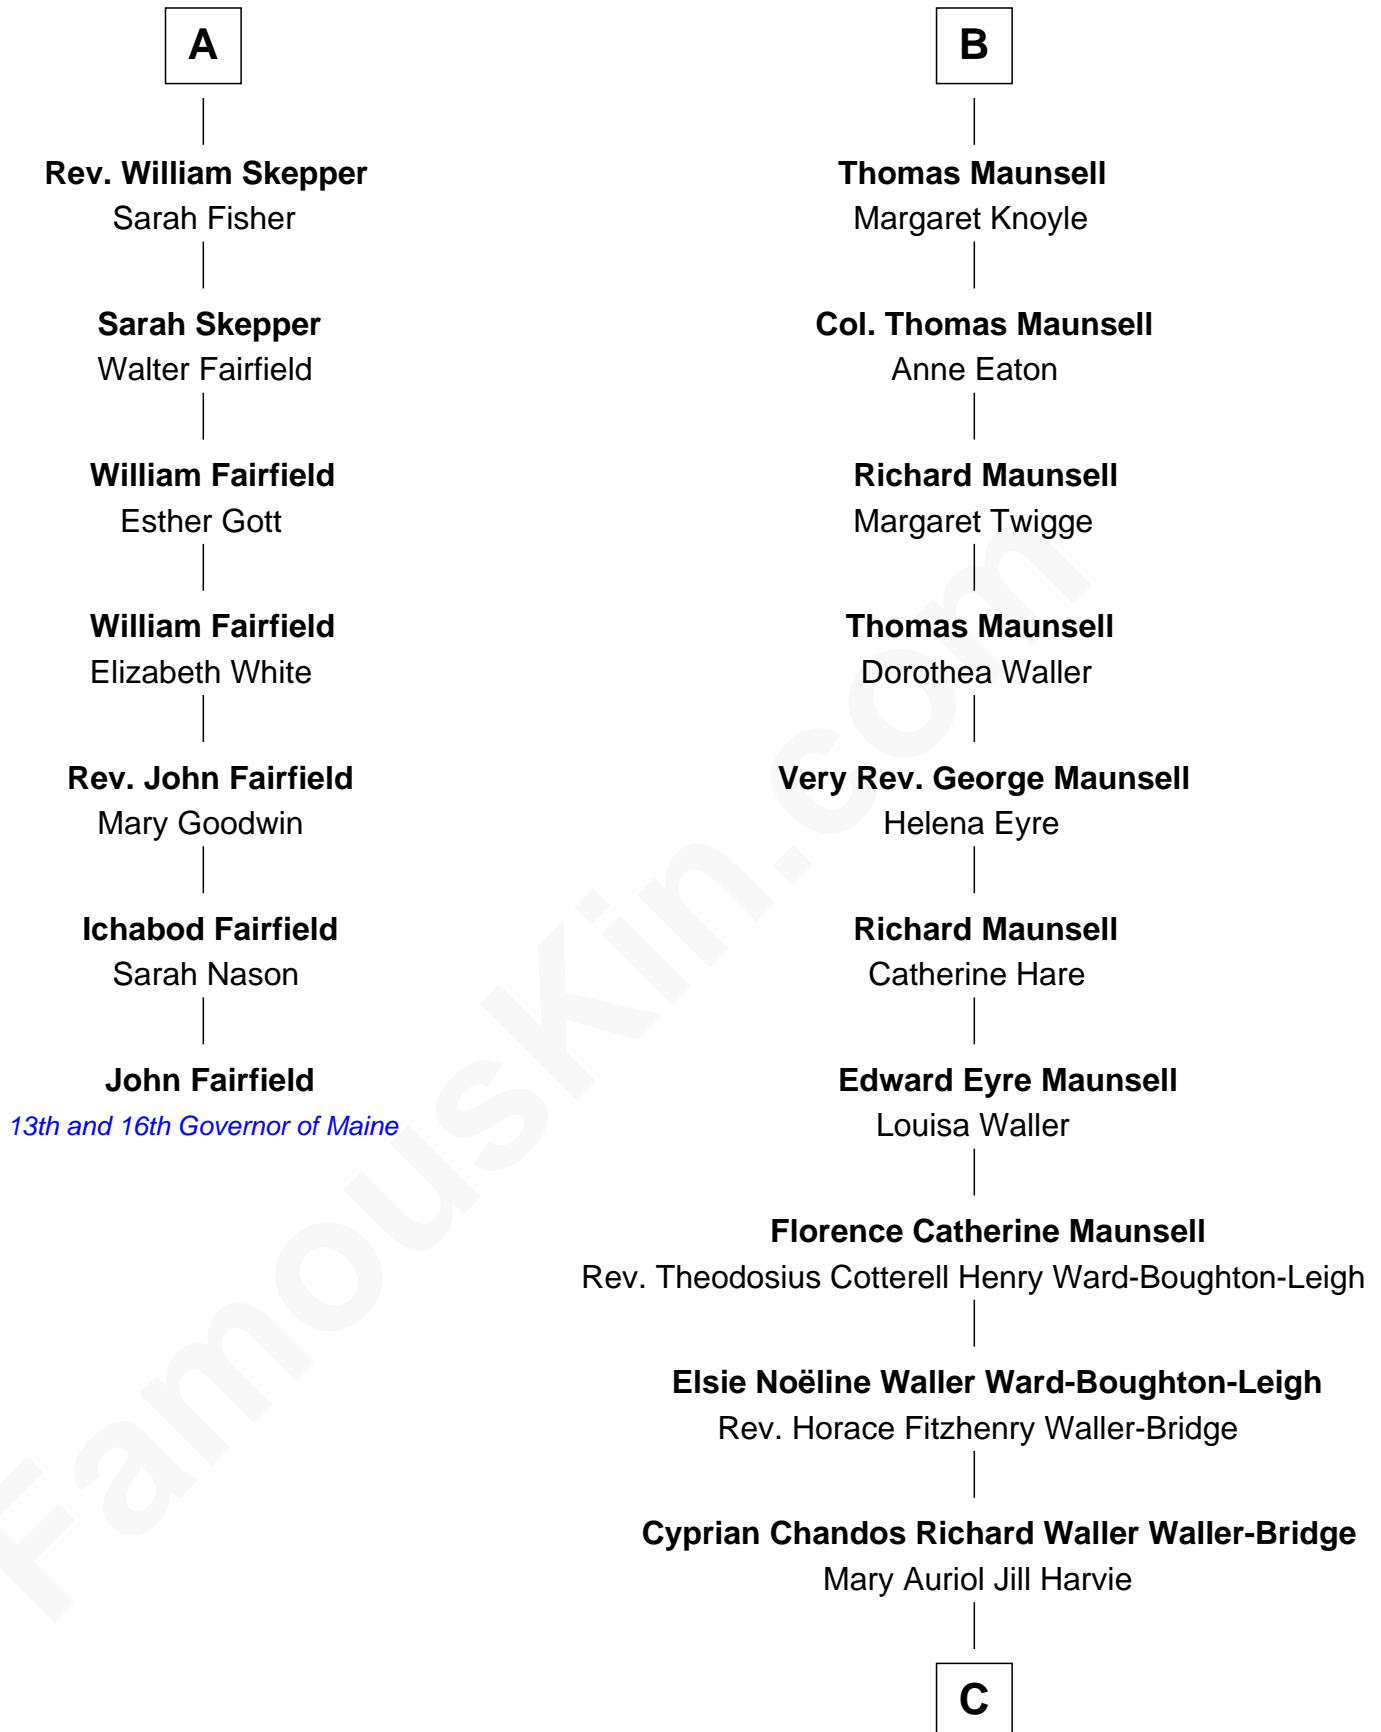 A
Rev. William Skepper
Sarah Fisher
Sarah Skepper
Walter Fairfield
William Fairfield
Esther Gott
William Fairfield
Elizabeth White
Rev. John Fairfield
Mary Goodwin
Ichabod Fairfield
Sarah Nason
John Fairfield
13th and 16th Governor of Maine
B
Thomas Maunsell
Margaret Knoyle
Col. Thomas Maunsell
Anne Eaton
Richard Maunsell
Margaret Twigge
Thomas Maunsell
Dorothea Waller
Very Rev. George Maunsell
Helena Eyre
Richard Maunsell
Catherine Hare
Edward Eyre Maunsell
Louisa Waller
Florence Catherine Maunsell
Rev. Theodosius Cotterell Henry Ward-Boughton-Leigh
Elsie Noëline Waller Ward-Boughton-Leigh
Rev. Horace Fitzhenry Waller-Bridge
Cyprian Chandos Richard Waller Waller-Bridge
Mary Auriol Jill Harvie
C
FamousKin.com